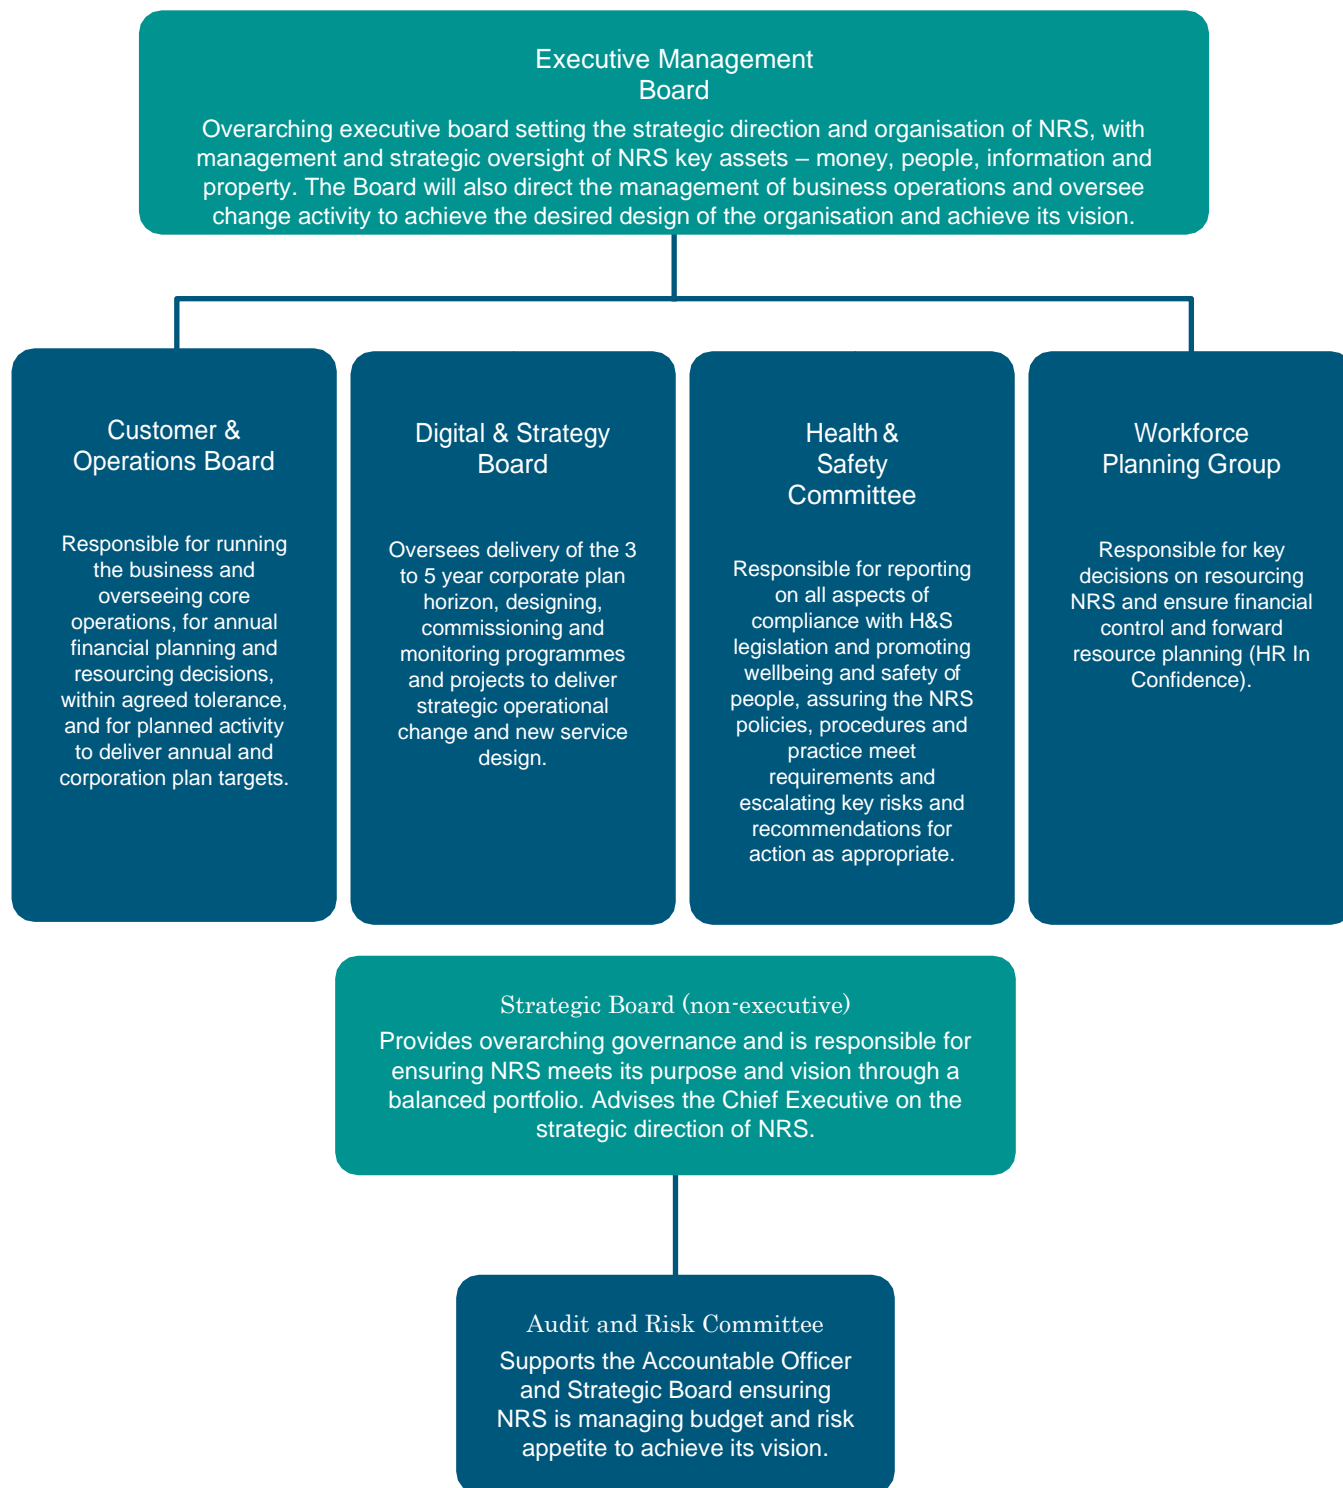 Executive Management
Board
Overarching executive board setting the strategic direction and organisation of NRS, with
management and strategic oversight of NRS key assets – money, people, information and
property. The Board will also direct the management of business operations and oversee
change activity to achieve the desired design of the organisation and achieve its vision.
Customer &
Operations Board
Responsible for running
the business and
overseeing core
operations, for annual
financial planning and
resourcing decisions,
within agreed tolerance,
and for planned activity
to deliver annual and
corporation plan targets.
Digital & Strategy
Board
Oversees delivery of the 3
to 5 year corporate plan
horizon, designing,
commissioning and
monitoring programmes
and projects to deliver
strategic operational
change and new service
design.
Health &
Safety
Committee
Responsible for reporting
on all aspects of
compliance with H&S
legislation and promoting
wellbeing and safety of
people, assuring the NRS
policies, procedures and
practice meet
requirements and
escalating key risks and
recommendations for
action as appropriate.
Workforce
Planning Group
Responsible for key
decisions on resourcing
NRS and ensure financial
control and forward
resource planning (HR In
Confidence).
Strategic Board (non-executive)
Provides overarching governance and is responsible for
ensuring NRS meets its purpose and vision through a
balanced portfolio. Advises the Chief Executive on the
strategic direction of NRS.
Audit and Risk Committee
Supports the Accountable Officer
and Strategic Board ensuring
NRS is managing budget and risk
appetite to achieve its vision.